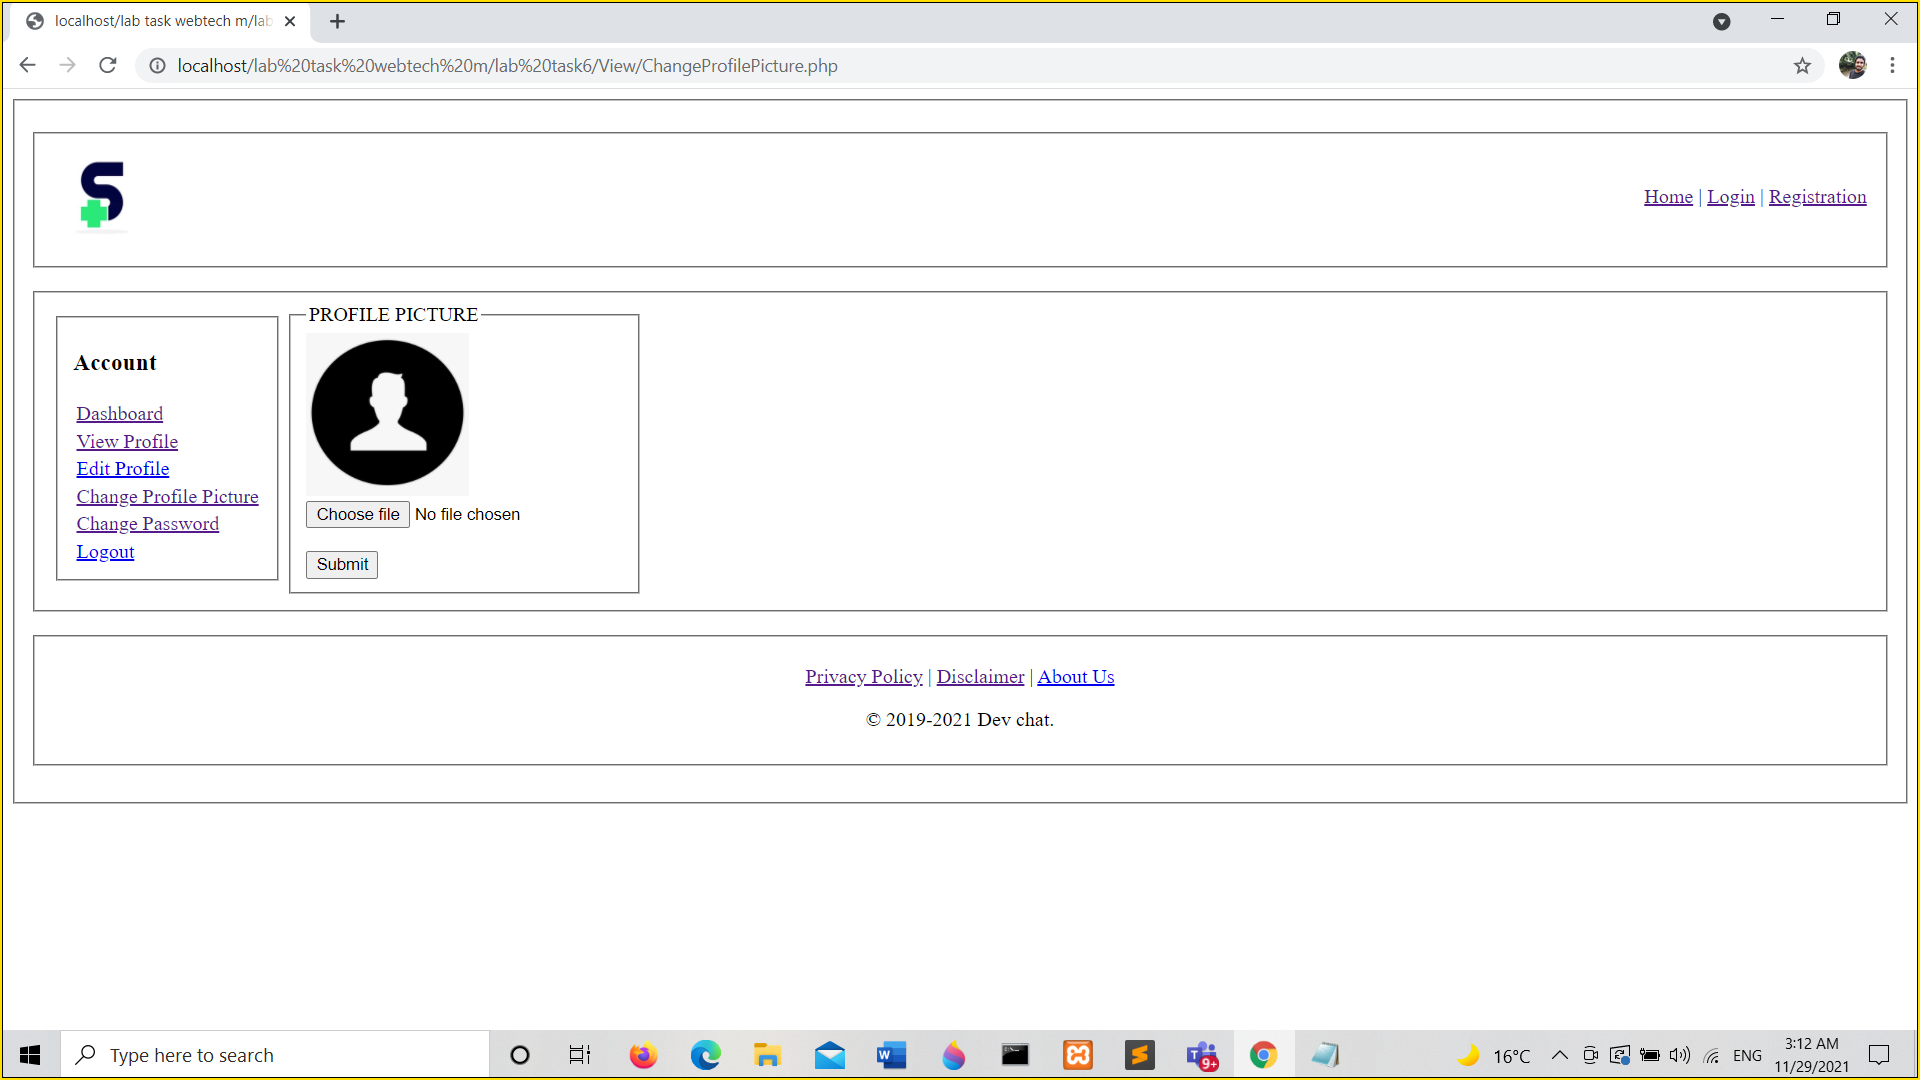 localhost/lab task webtech m/lab
localhost/lab%20task%20webtech%20m/lab%20task6/View/ChangeProfilePicture.php
S
Home | Login | Registration
Account
Dashboard
View Profile
Edit Profile
Change Profile Picture
Change Password
Logout
PROFILE PICTURE
Choose file No file chosen
Submit
Privacy Policy | Disclaimer | About Us
© 2019-2021 Dev chat.
Type here to search
W
S
T
9+
16°C
ENG
3:12 AM
11/29/2021